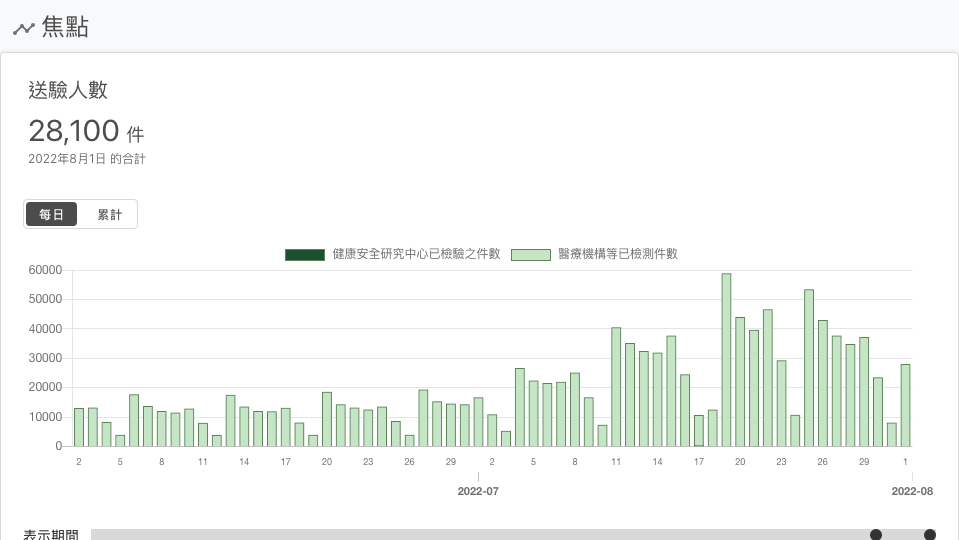 焦點
送驗人數
28,100 件
2022年8月1日 的合計
每日 累計
健康安全研究中心已檢驗之件數 醫療機構等已檢測件數
60000
50000
40000
30000
20000
10000
0
2 5 8 11 14 17 20 23 26 29 2 5 8 11 14 17 20 23 26 29 1
2022-07 2022-08
表示期間